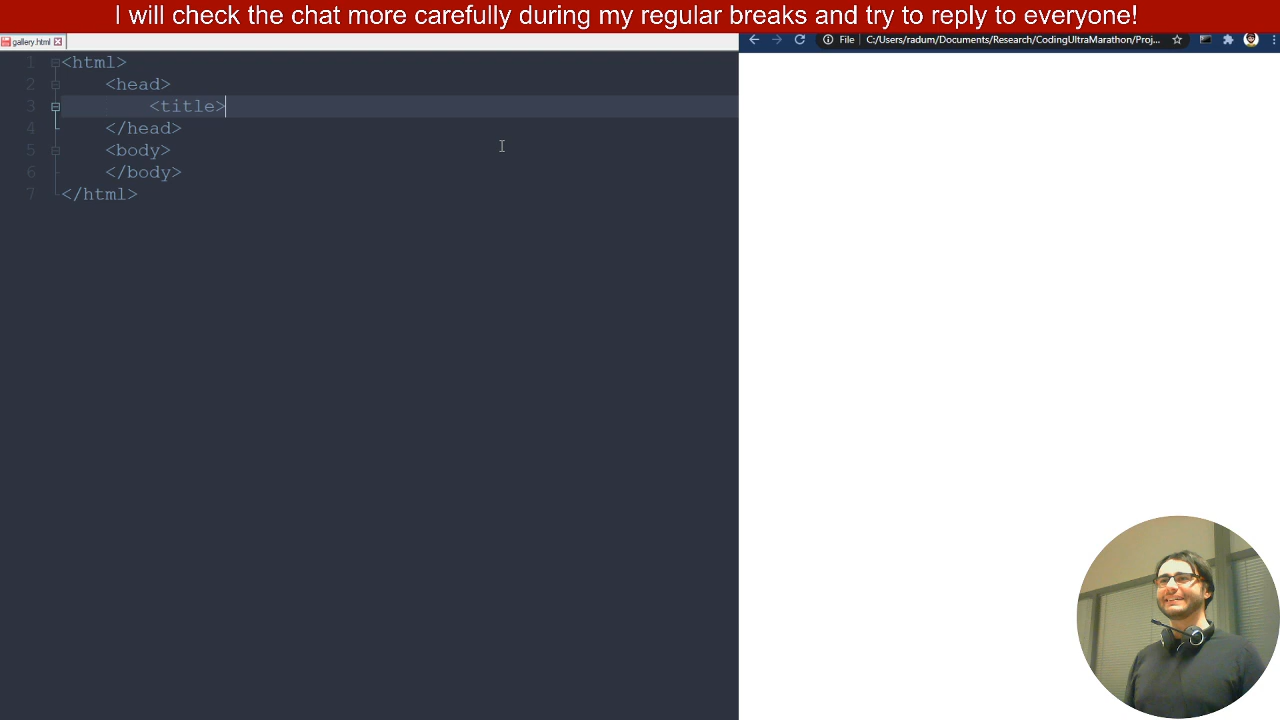 I will check the chat more carefully during my regular breaks and try to reply to everyone!
gallery.html
File C:/Users/radum/Documents/Research/CodingUltraMarathon/Proj...
1 <html>
2 <head>
3 <title>
4 </head>
5 <body>
6 </body>
7 </html>